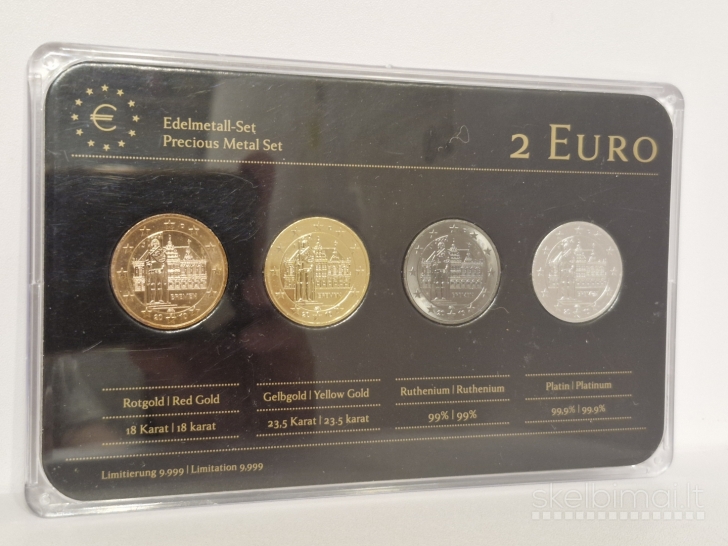 €
Edelmetall-Set
Precious Metal Set
2 EURO
BREMEN
Rotgold | Red Gold
18 Karat | 18 karat
Gelbgold | Yellow Gold
23,5 Karat | 23.5 karat
Ruthenium | Ruthenium
99% | 99%
Platin | Platinum
99,9% | 99.9%
Limitierung 9.999 | Limitation 9,999
skelbimai.lt